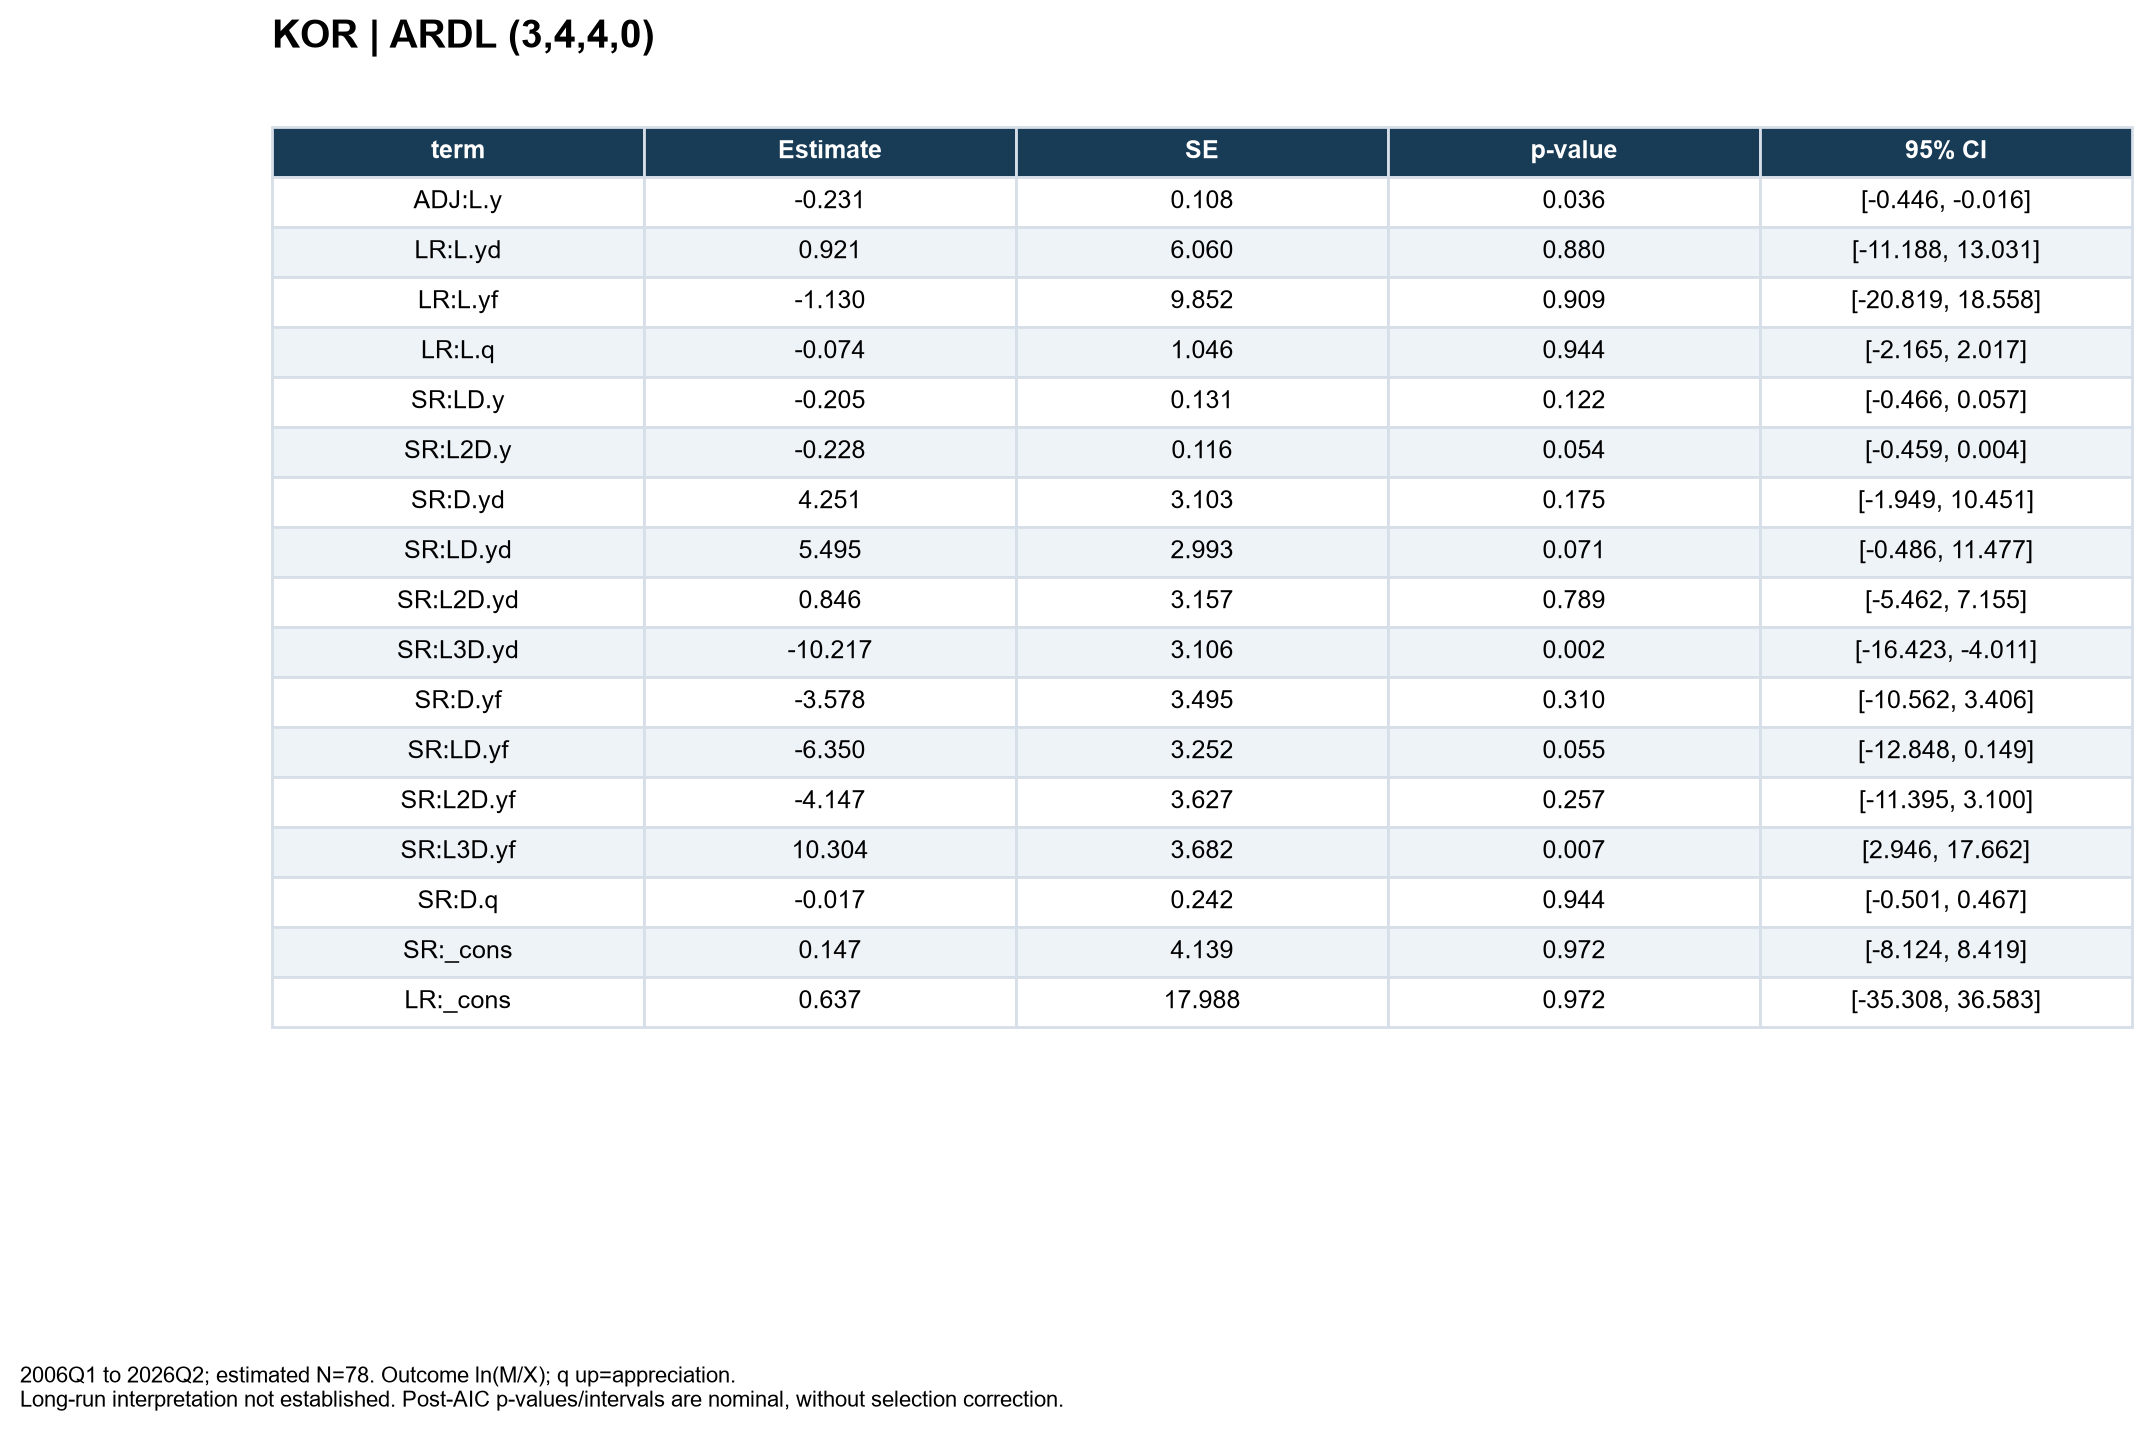 KOR | ARDL (3,4,4,0)
term Estimate SE p-value 95% CI
ADJ:L.y -0.231 0.108 0.036 [-0.446, -0.016]
LR:L.yd 0.921 6.060 0.880 [-11.188, 13.031]
LR:L.yf -1.130 9.852 0.909 [-20.819, 18.558]
LR:L.q -0.074 1.046 0.944 [-2.165, 2.017]
SR:LD.y -0.205 0.131 0.122 [-0.466, 0.057]
SR:L2D.y -0.228 0.116 0.054 [-0.459, 0.004]
SR:D.yd 4.251 3.103 0.175 [-1.949, 10.451]
SR:LD.yd 5.495 2.993 0.071 [-0.486, 11.477]
SR:L2D.yd 0.846 3.157 0.789 [-5.462, 7.155]
SR:L3D.yd -10.217 3.106 0.002 [-16.423, -4.011]
SR:D.yf -3.578 3.495 0.310 [-10.562, 3.406]
SR:LD.yf -6.350 3.252 0.055 [-12.848, 0.149]
SR:L2D.yf -4.147 3.627 0.257 [-11.395, 3.100]
SR:L3D.yf 10.304 3.682 0.007 [2.946, 17.662]
SR:D.q -0.017 0.242 0.944 [-0.501, 0.467]
SR:_cons 0.147 4.139 0.972 [-8.124, 8.419]
LR:_cons 0.637 17.988 0.972 [-35.308, 36.583]
2006Q1 to 2026Q2; estimated N=78. Outcome ln(M/X); q up=appreciation.
Long-run interpretation not established. Post-AIC p-values/intervals are nominal, without selection correction.